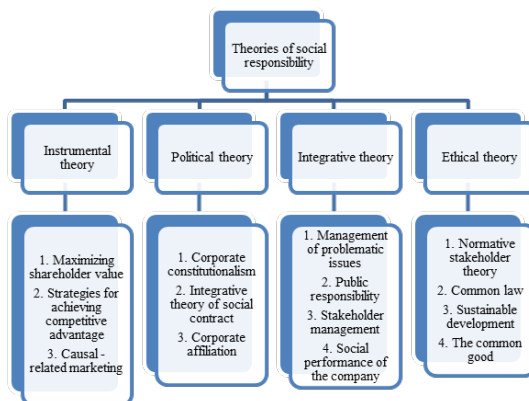 Theories of social
responsibility
Instrumental
theory
Political theory
Integrative theory
Ethical theory
1. Maximizing
shareholder value
2. Strategies for
achieving
competitive
advantage
3. Causal -
related marketing
1. Corporate
constitutionalism
2. Integrative
theory of social
contract
3. Corporate
affiliation
1. Management
of problematic
issues
2. Public
responsibility
3. Stakeholder
management
4. Social
performance of
the company
1. Normative
stakeholder
theory
2. Common law
3. Sustainable
development
4. The common
good